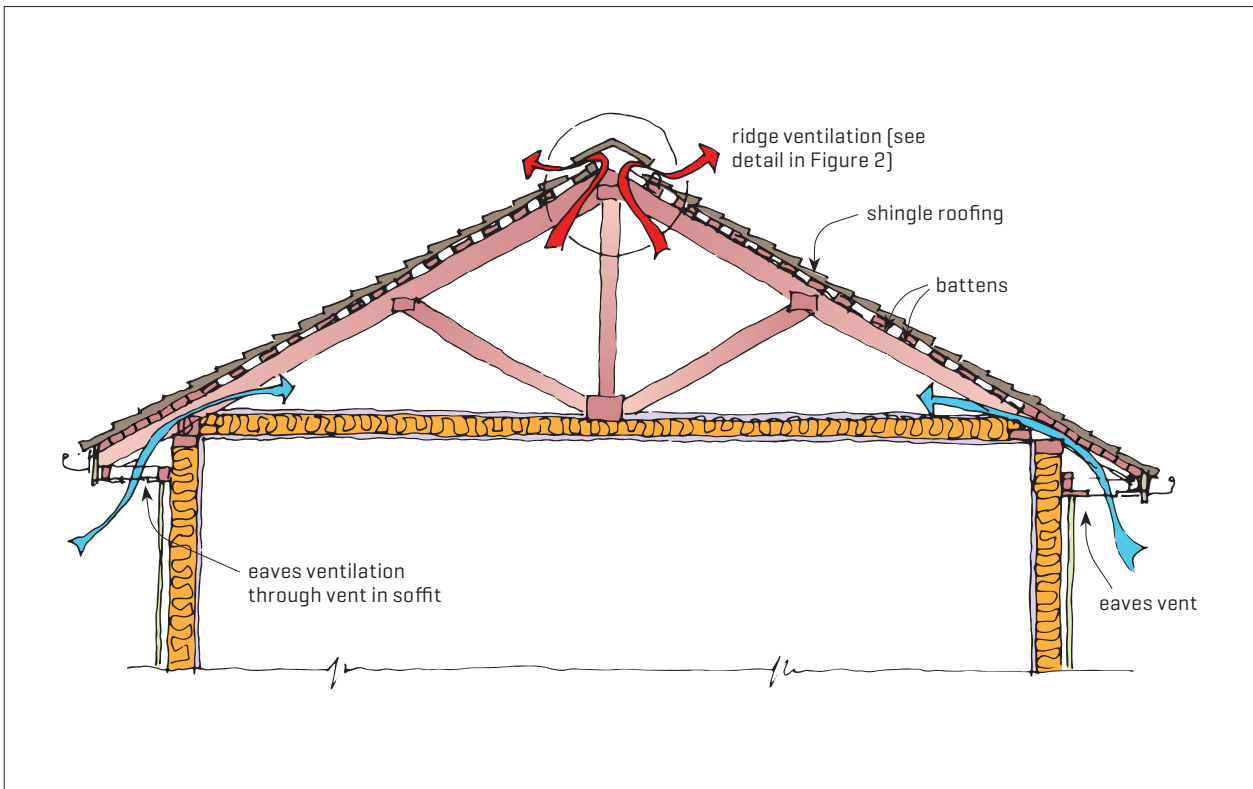 ridge ventilation (see
detail in Figure 2)
shingle roofing
battens
eaves ventilation
through vent in soffit
eaves vent